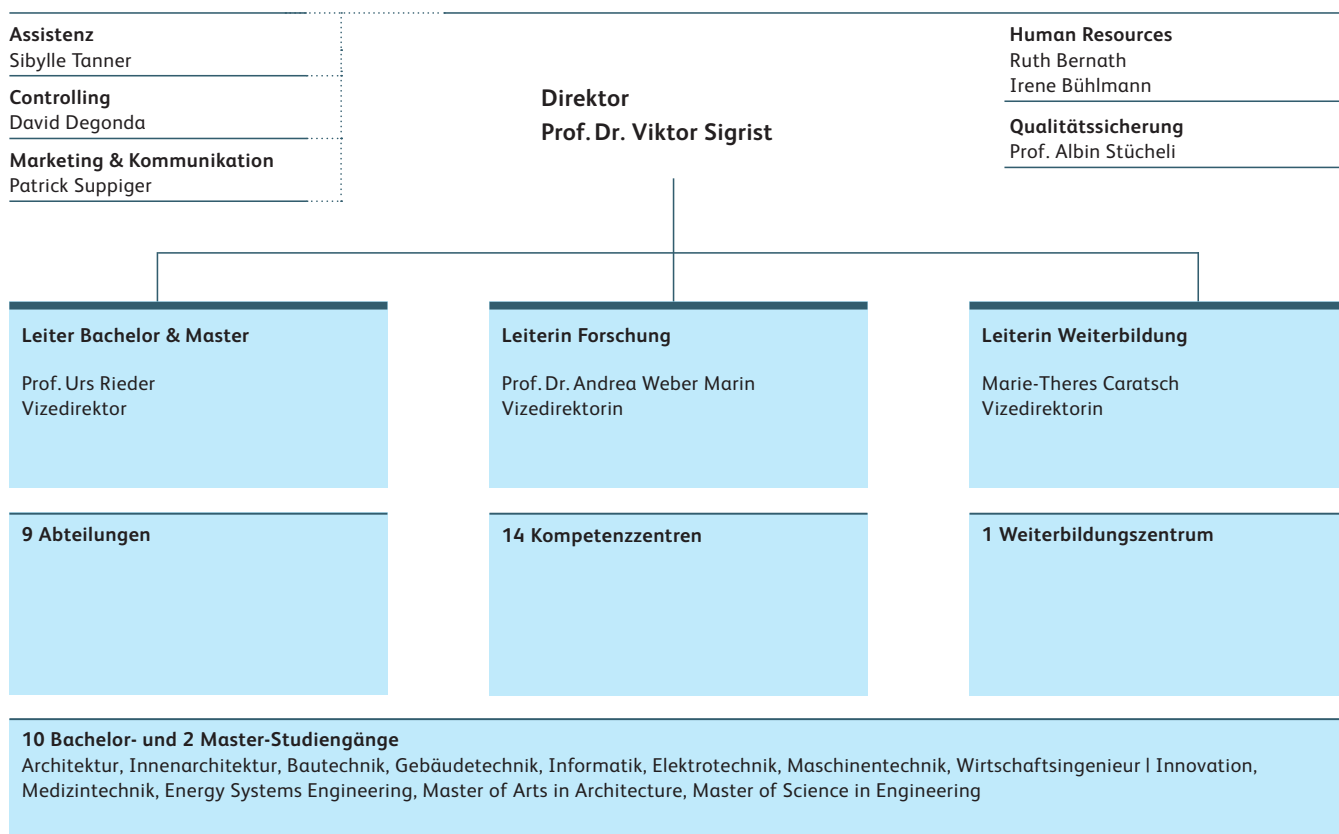 Assistenz
Sibylle Tanner
Controlling
David Degonda
Marketing & Kommunikation
Patrick Suppiger
Direktor
Prof. Dr. Viktor Sigrist
Human Resources
Ruth Bernath
Irene Bühlmann
Qualitätssicherung
Prof. Albin Stücheli
Leiter Bachelor & Master
Prof. Urs Rieder
Vizedirektor
Leiterin Forschung
Prof. Dr. Andrea Weber Marin
Vizedirektorin
Leiterin Weiterbildung
Marie-Theres Caratsch
Vizedirektorin
9 Abteilungen
14 Kompetenzzentren
1 Weiterbildungszentrum
10 Bachelor- und 2 Master-Studiengänge
Architektur, Innenarchitektur, Bautechnik, Gebäudetechnik, Informatik, Elektrotechnik, Maschinentechnik, Wirtschaftsingenieur | Innovation,
Medizintechnik, Energy Systems Engineering, Master of Arts in Architecture, Master of Science in Engineering